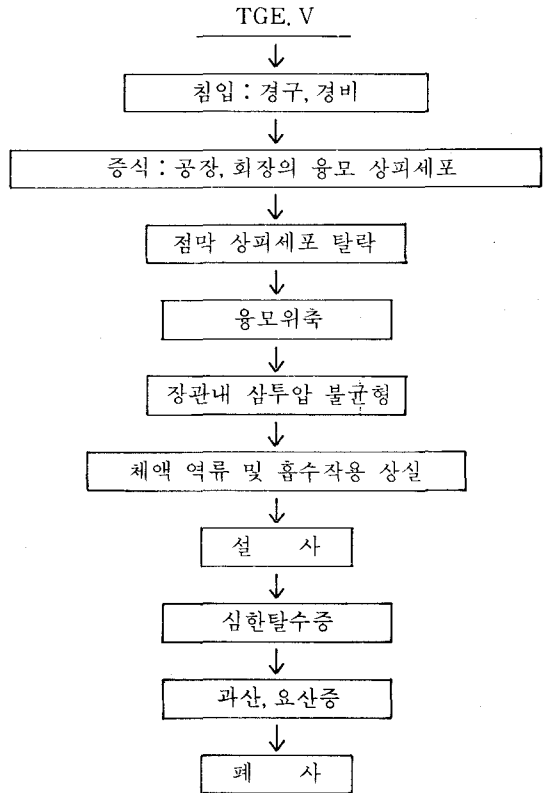 TGE. V
침입 : 경구, 경비
증식 : 공장, 회장의 융모 상피세포
점막 상피세포 탈락
융모위축
장관내 삼투압 불균형
체액 역류 및 흡수작용 상실
설 사
심한탈수증
과산, 요산증
폐 사